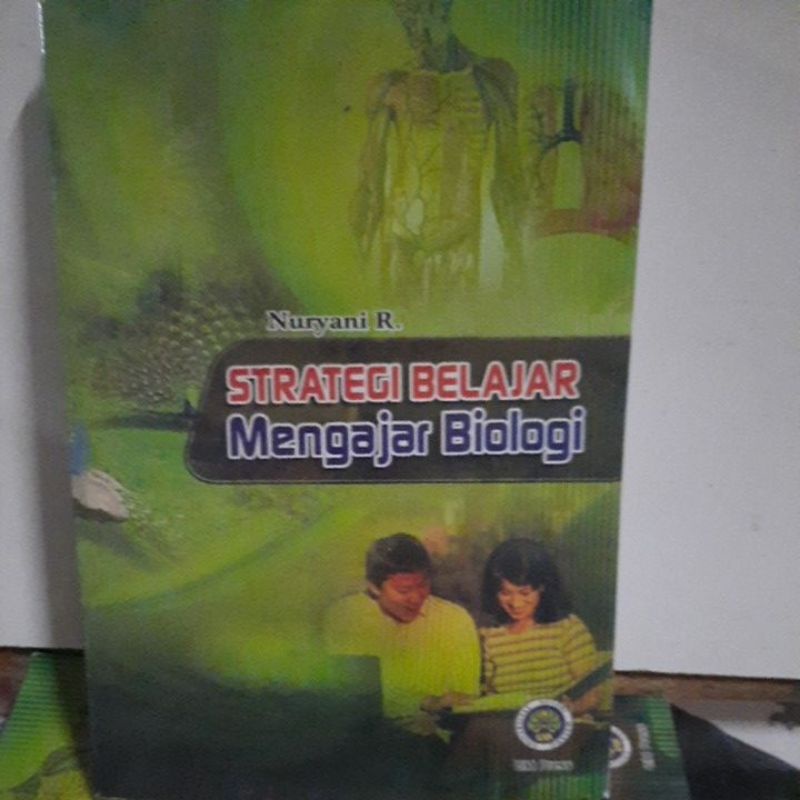 Nuryani R.
STRATEGI BELAJAR
Mengajar Biologi